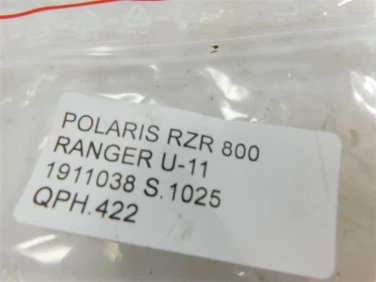 POLARIS RZR 800
RANGER U-11
1911038 S.1025
QPH.422